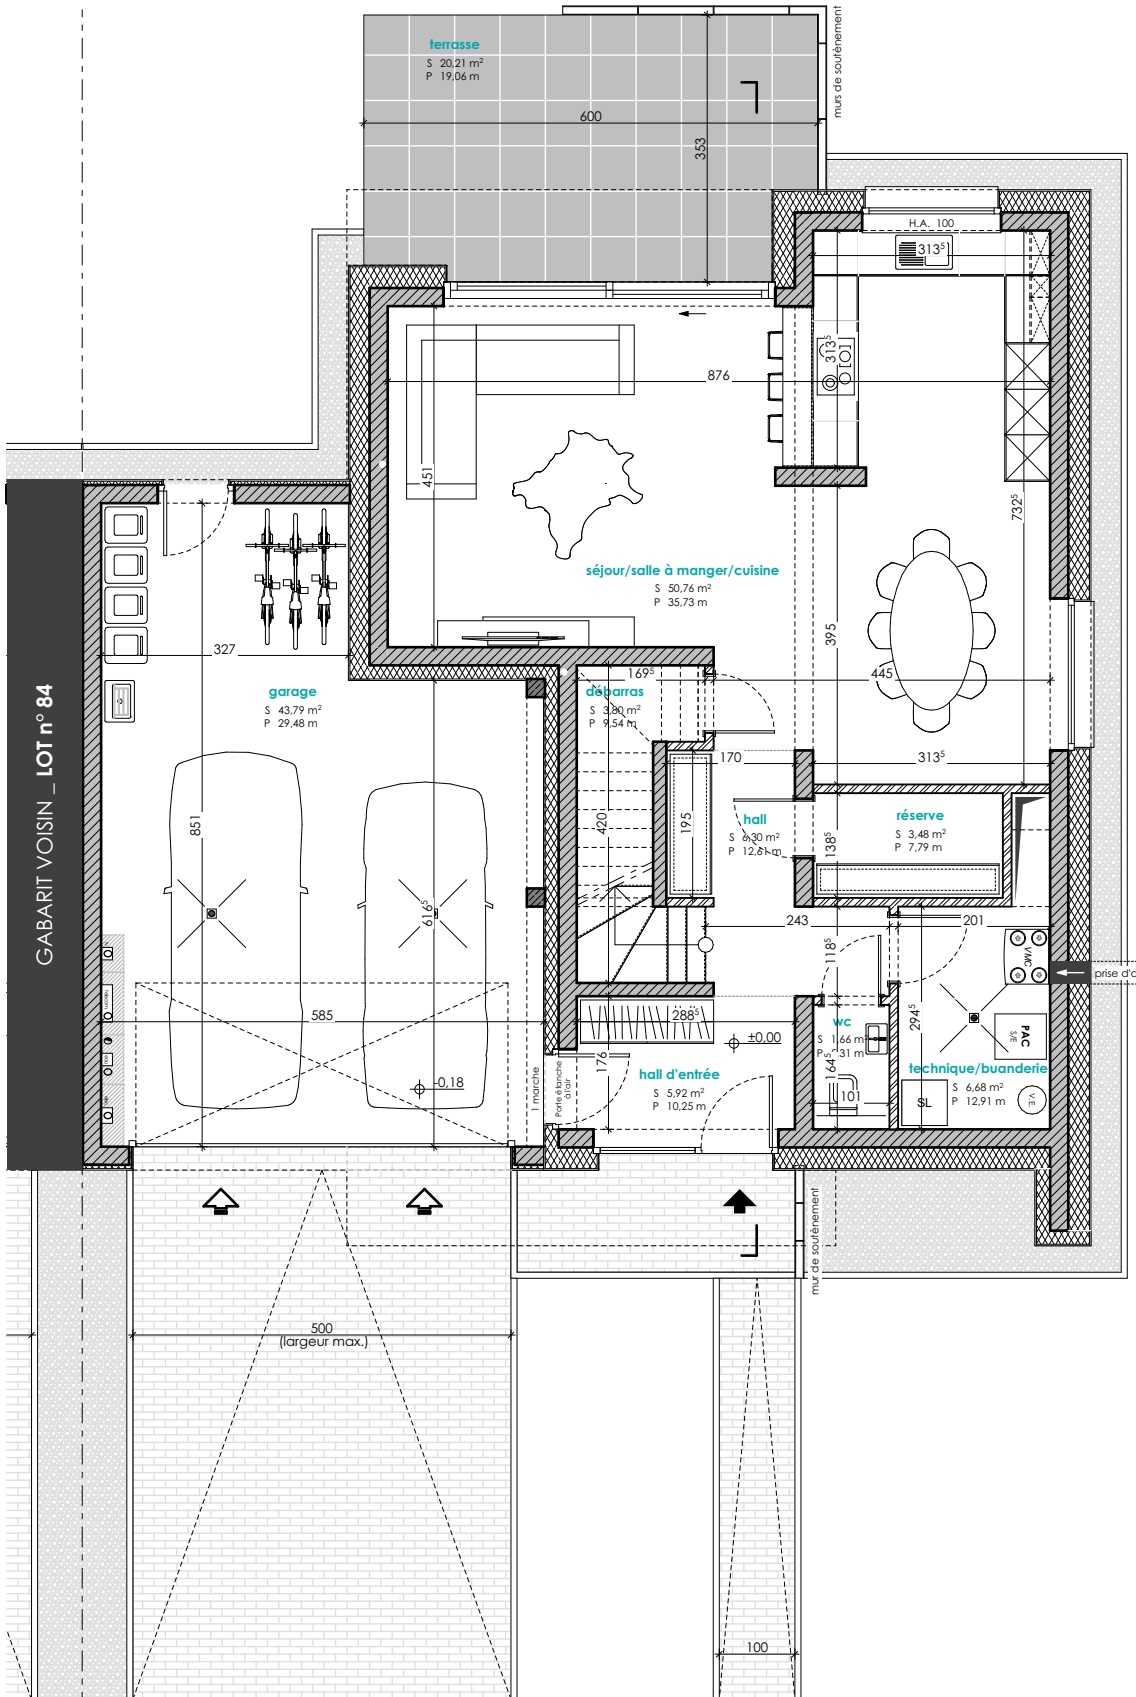 terrasse
S 20,21 m²
P 19,06 m
murs de soutènement
600
353
H.A. 100
313⁵
313⁵
876
451
732⁵
séjour/salle à manger/cuisine
S 50,76 m²
P 35,73 m
395
445
327
garage
S 43,79 m²
P 29,48 m
169⁵
débarras
S 3,80 m²
P 9,54 m
GABARIT VOISIN _ LOT n° 84
170
313⁵
851
420
195
hall
S 6,30 m²
P 12,61 m
138⁵
réserve
S 3,48 m²
P 7,79 m
616⁵
243
201
118⁵
VMC
prise d'a
585
288⁵
±0,00
176
wc
S 1,66 m²
164⁵
101
294⁵
PAC
S/E
technique/buanderie
S 6,68 m²
P 12,91 m
SL
V.E.
-0,18
1 marche
Porte étanche
à l'air
hall d'entrée
S 5,92 m²
P 10,25 m
mur de soutènement
500
(largeur max.)
100